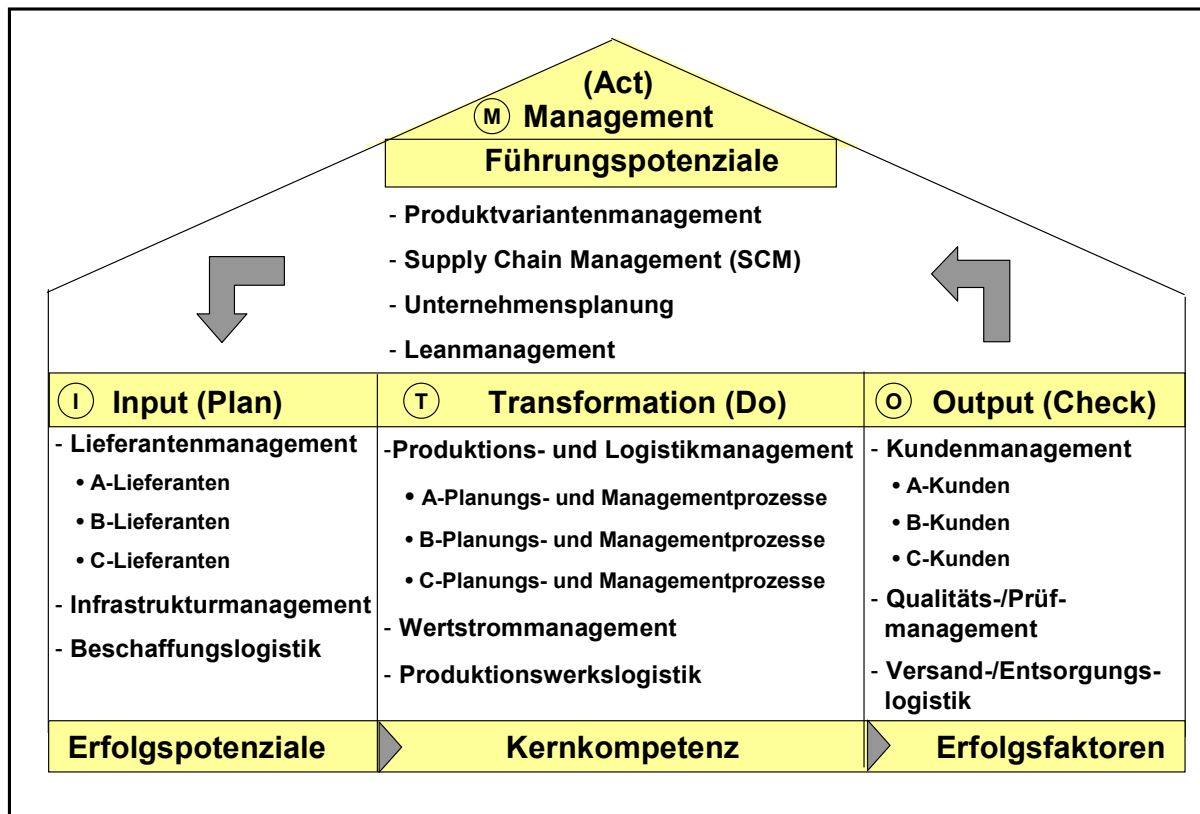 (Act)
M Management
Führungspotenziale
- Produktvariantenmanagement
- Supply Chain Management (SCM)
- Unternehmensplanung
- Leanmanagement
I Input (Plan)
- Lieferantenmanagement
• A-Lieferanten
• B-Lieferanten
• C-Lieferanten
- Infrastrukturmanagement
- Beschaffungslogistik
T Transformation (Do)
-Produktions- und Logistikmanagement
• A-Planungs- und Managementprozesse
• B-Planungs- und Managementprozesse
• C-Planungs- und Managementprozesse
- Wertstrommanagement
- Produktionswerkslogistik
O Output (Check)
- Kundenmanagement
• A-Kunden
• B-Kunden
• C-Kunden
- Qualitäts-/Prüf-
management
- Versand-/Entsorgungs-
logistik
Erfolgspotenziale
Kernkompetenz
Erfolgsfaktoren